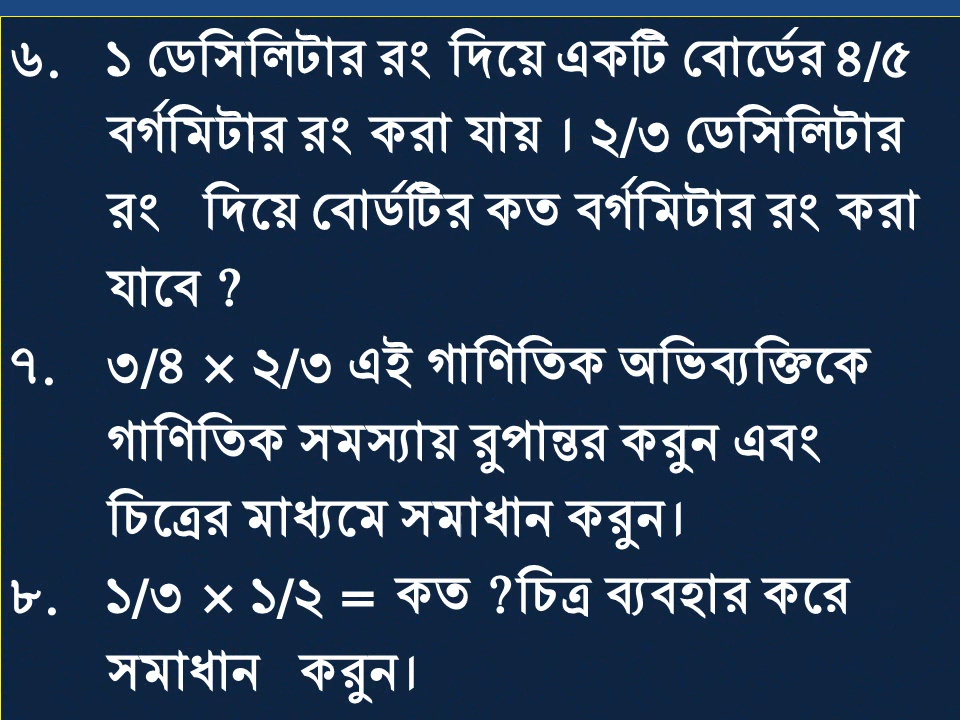 ৬. ১ ডেসিলিটার রং দিয়ে একটি বোর্ডের ৪/৫
বর্গমিটার রং করা যায় । ২/৩ ডেসিলিটার
রং দিয়ে বোর্ডটির কত বর্গমিটার রং করা
যাবে ?
৭. ৩/৪ × ২/৩ এই গাণিতিক অভিব্যক্তিকে
গাণিতিক সমস্যায় রুপান্তর করুন এবং
চিত্রের মাধ্যমে সমাধান করুন।
৮. ১/৩ × ১/২ = কত ?চিত্র ব্যবহার করে
সমাধান করুন।